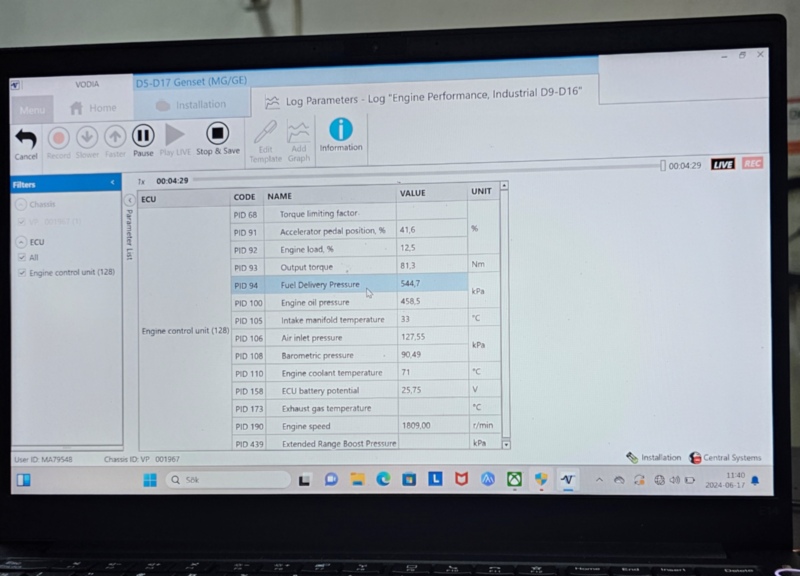 VODIA
D5-D17 Genset (MG/GE)
Menu
Home
Installation
Log Parameters - Log "Engine Performance, Industrial D9-D16"
Cancel
Record
Slower
Faster
Pause
Play LIVE
Stop & Save
Edit Template
Add Graph
Information
00:04:29
LIVE
REC
Filters
1x 00:04:29
Chassis
ECU
All
Engine control unit (128)
Parameter List
ECU CODE NAME VALUE UNIT
Engine control unit (128)
PID 68 Torque limiting factor
PID 91 Accelerator pedal position, % 41,6 %
PID 92 Engine load, % 12,5
PID 93 Output torque 81,3 Nm
PID 94 Fuel Delivery Pressure 544,7 kPa
PID 100 Engine oil pressure 458,5
PID 105 Intake manifold temperature 33 °C
PID 106 Air inlet pressure 127,55 kPa
PID 108 Barometric pressure 90,49
PID 110 Engine coolant temperature 71 °C
PID 158 ECU battery potential 25,75 V
PID 173 Exhaust gas temperature °C
PID 190 Engine speed 1809,00 r/min
PID 439 Extended Range Boost Pressure kPa
User ID: MA79548 Chassis ID: VP 001967
Installation
Central Systems
Sök
11:40
2024-06-17
Home
End
Insert